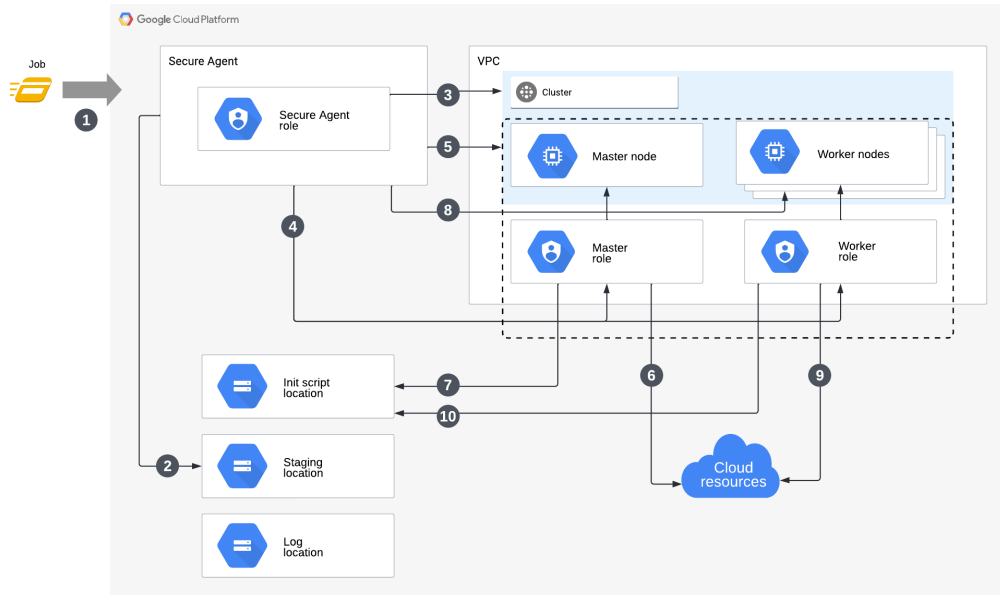 Google Cloud Platform
Job
1
Secure Agent
Secure Agent
role
VPC
3
Cluster
5
Master node
Worker nodes
8
4
Master
role
Worker
role
Init script
location
7
10
6
9
2
Staging
location
Cloud
resources
Log
location